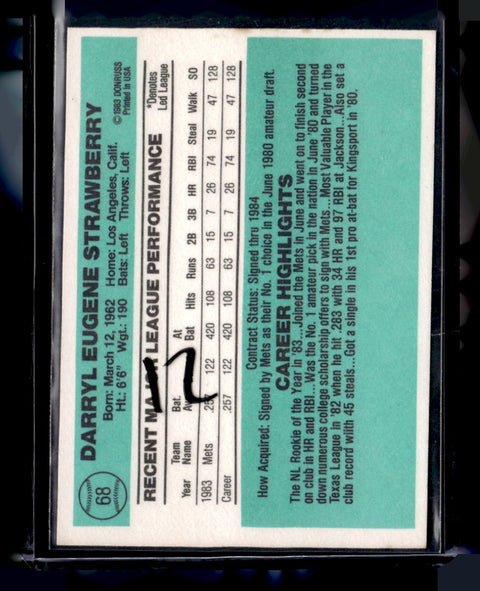 68
DARRYL EUGENE STRAWBERRY
Born: March 12, 1962 Home: Los Angeles, Calif.
Ht.: 6'6" Wgt.: 190 Bats: Left Throws: Left
©1983 DONRUSS
Printed in USA
RECENT MAJOR LEAGUE PERFORMANCE
*Denotes
Led League
12
Year Team Name Bat. Av At Bat Hits Runs 2B 3B HR RBI Steal Walk SO
1983 Mets .25 122 420 108 63 15 7 26 74 19 47 128
Career .257 122 420 108 63 15 7 26 74 19 47 128
Contract Status: Signed thru 1984
How Acquired: Signed by Mets as their No. 1 choice in the June 1980 amateur draft.
CAREER HIGHLIGHTS
The NL Rookie of the Year in '83...Joined the Mets in June and went on to finish second
on club in HR and RBI...Was the No. 1 amateur pick in the nation in June '80 and turned
down numerous college scholarship offers to sign with Mets...Most Valuable Player in the
Texas League in '82 when he hit .283 with 34 HR and 97 RBI at Jackson...Also set a
club record with 45 steals...Got a single in his 1st pro at-bat for Kingsport in '80.